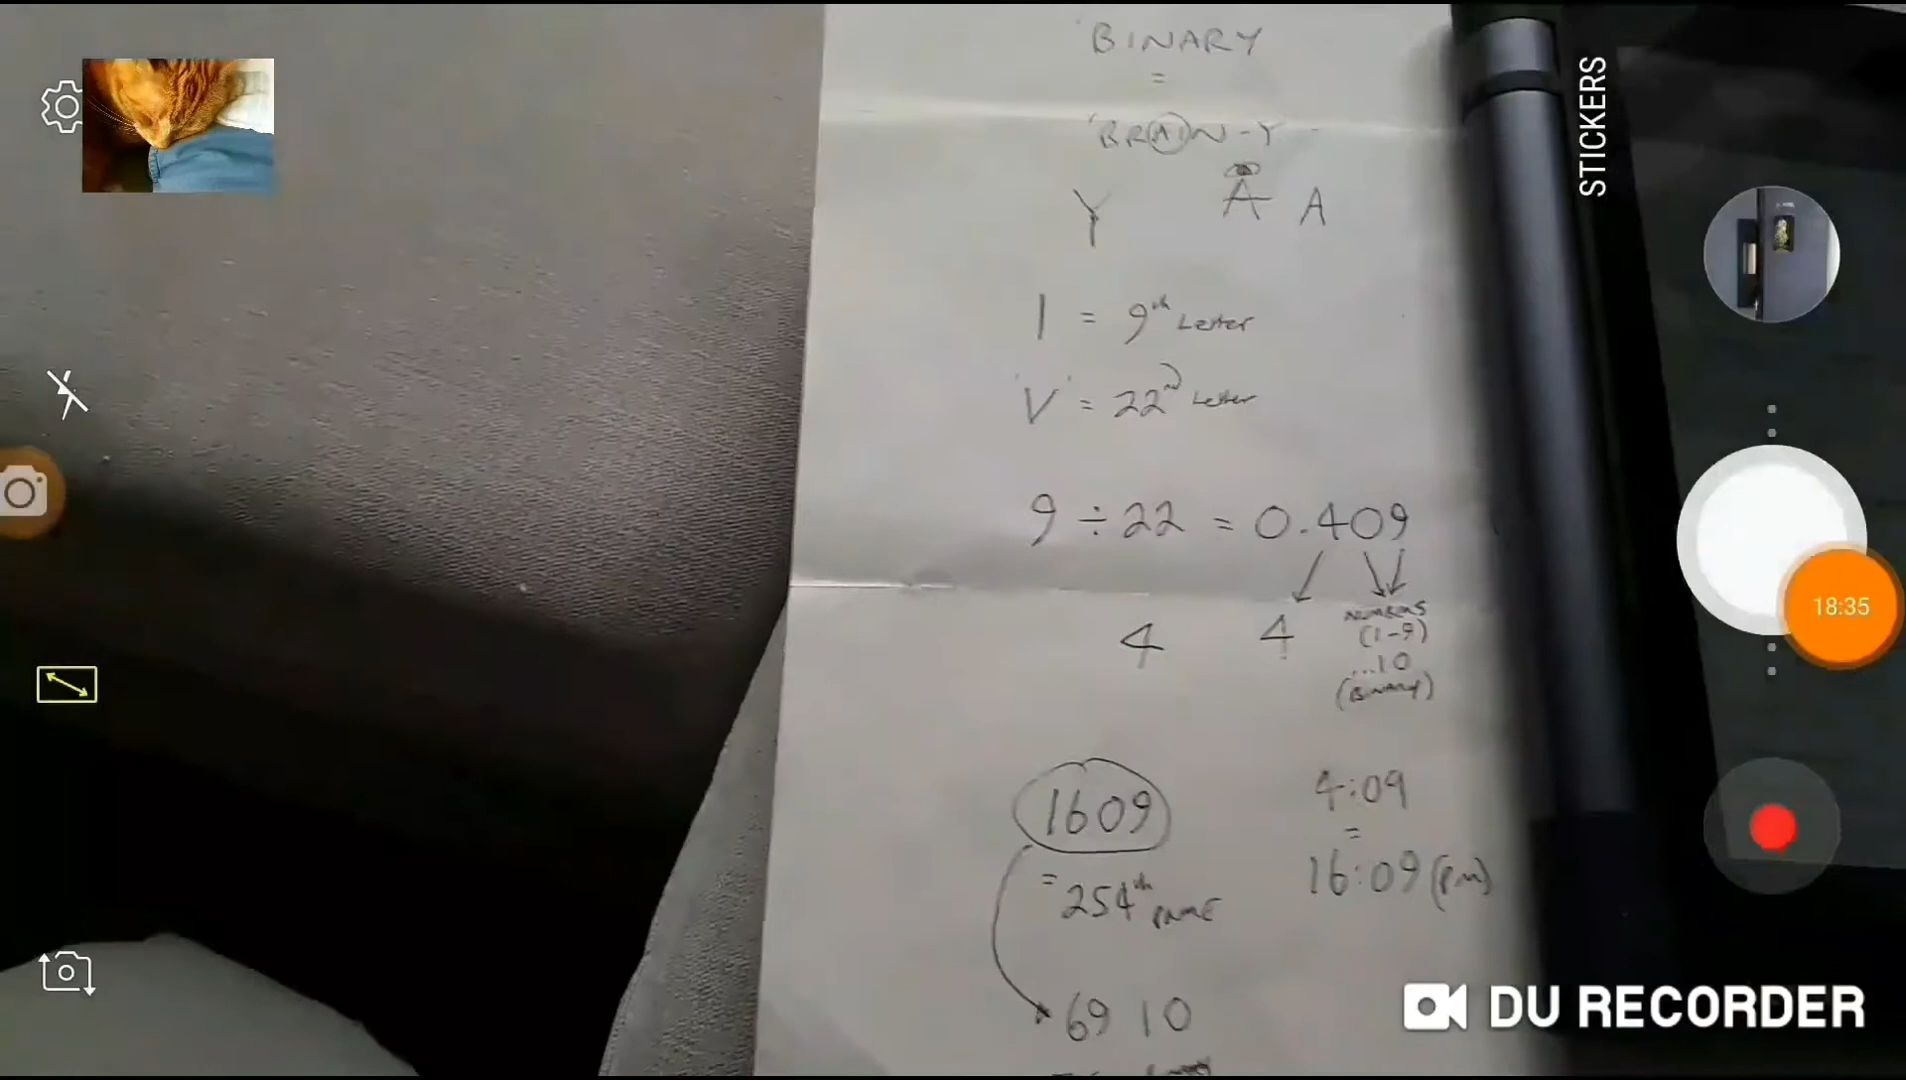 'BINARY
=
'BRAIN-Y
Y A A
I = 9th Letter
'V' = 22nd Letter
9 ÷ 22 = 0.409
4 4 NUMBERS
(1-9)
...10
(BINARY)
1609
= 254th PRIME
4:09
=
16:09 (PM)
69 10
STICKERS
18:35
DU RECORDER